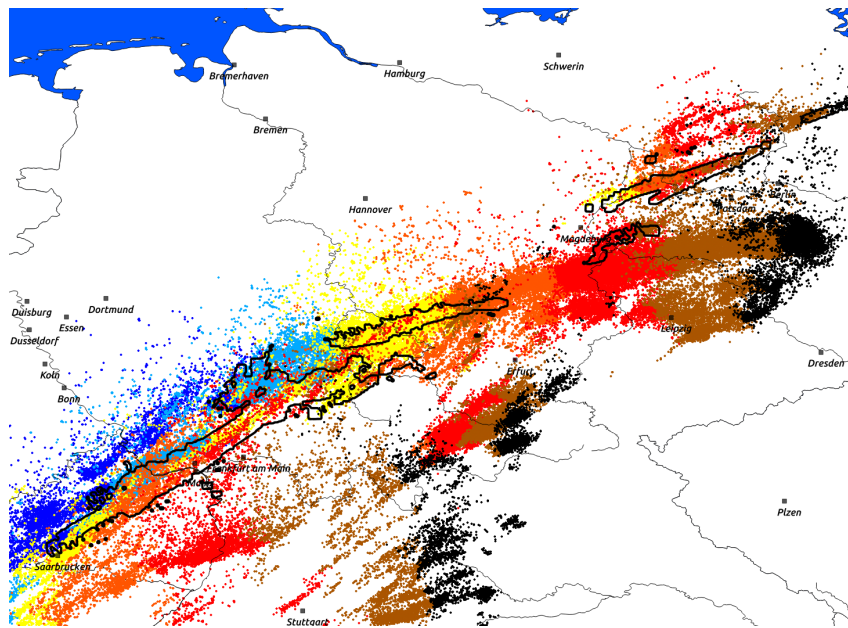 Schwerin
Hamburg
Bremerhaven
Bremen
Hannover
Berlin
Potsdam
Magdeburg
Duisburg
Dortmund
Essen
Dusseldorf
Leipzig
Dresden
Koln
Erfurt
Bonn
Frankfurt am Main
Mainz
Plzen
Saarbrucken
Stuttgart